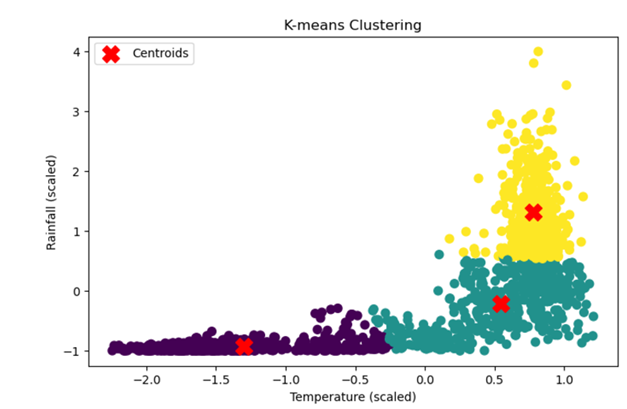 K-means Clustering
Centroids
4
3
2
1
0
−1
Rainfall (scaled)
−2.0 −1.5 −1.0 −0.5 0.0 0.5 1.0
Temperature (scaled)